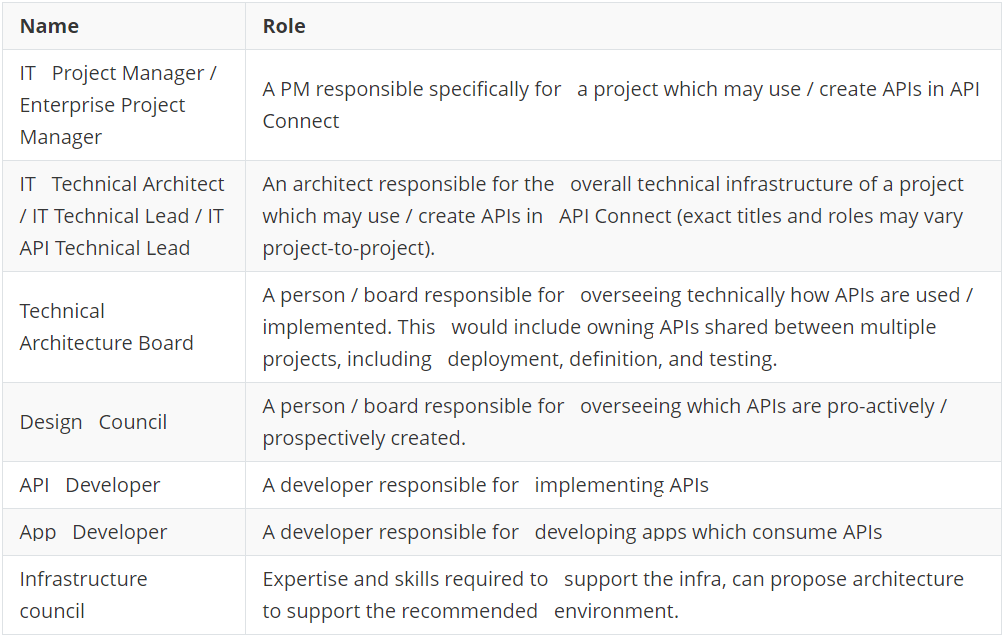 Name
Role
IT Project Manager /
Enterprise Project
Manager
A PM responsible specifically for a project which may use / create APIs in API
Connect
IT Technical Architect
/ IT Technical Lead / IT
API Technical Lead
An architect responsible for the overall technical infrastructure of a project
which may use / create APIs in API Connect (exact titles and roles may vary
project-to-project).
Technical
Architecture Board
A person / board responsible for overseeing technically how APIs are used /
implemented. This would include owning APIs shared between multiple
projects, including deployment, definition, and testing.
Design Council
A person / board responsible for overseeing which APIs are pro-actively /
prospectively created.
API Developer
A developer responsible for implementing APIs
App Developer
A developer responsible for developing apps which consume APIs
Infrastructure
council
Expertise and skills required to support the infra, can propose architecture
to support the recommended environment.